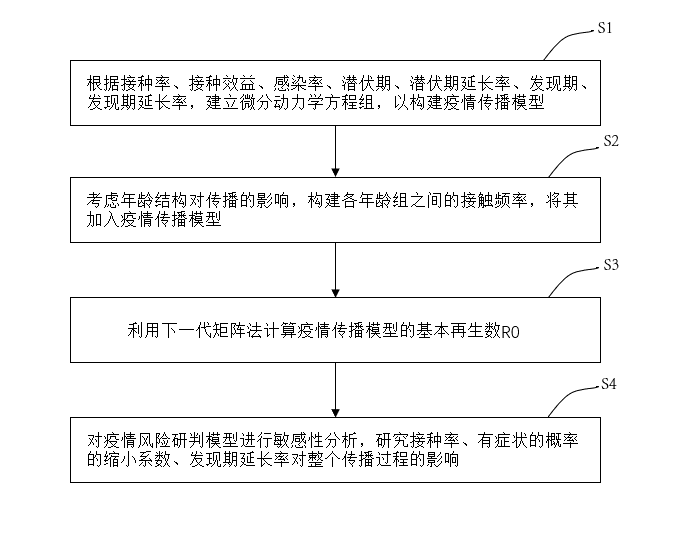 S1
根据接种率、接种效益、感染率、潜伏期、潜伏期延长率、发现期、
发现期延长率，建立微分动力学方程组，以构建疫情传播模型
S2
考虑年龄结构对传播的影响，构建各年龄组之间的接触频率，将其
加入疫情传播模型
S3
利用下一代矩阵法计算疫情传播模型的基本再生数R0
S4
对疫情风险研判模型进行敏感性分析，研究接种率、有症状的概率
的缩小系数、发现期延长率对整个传播过程的影响